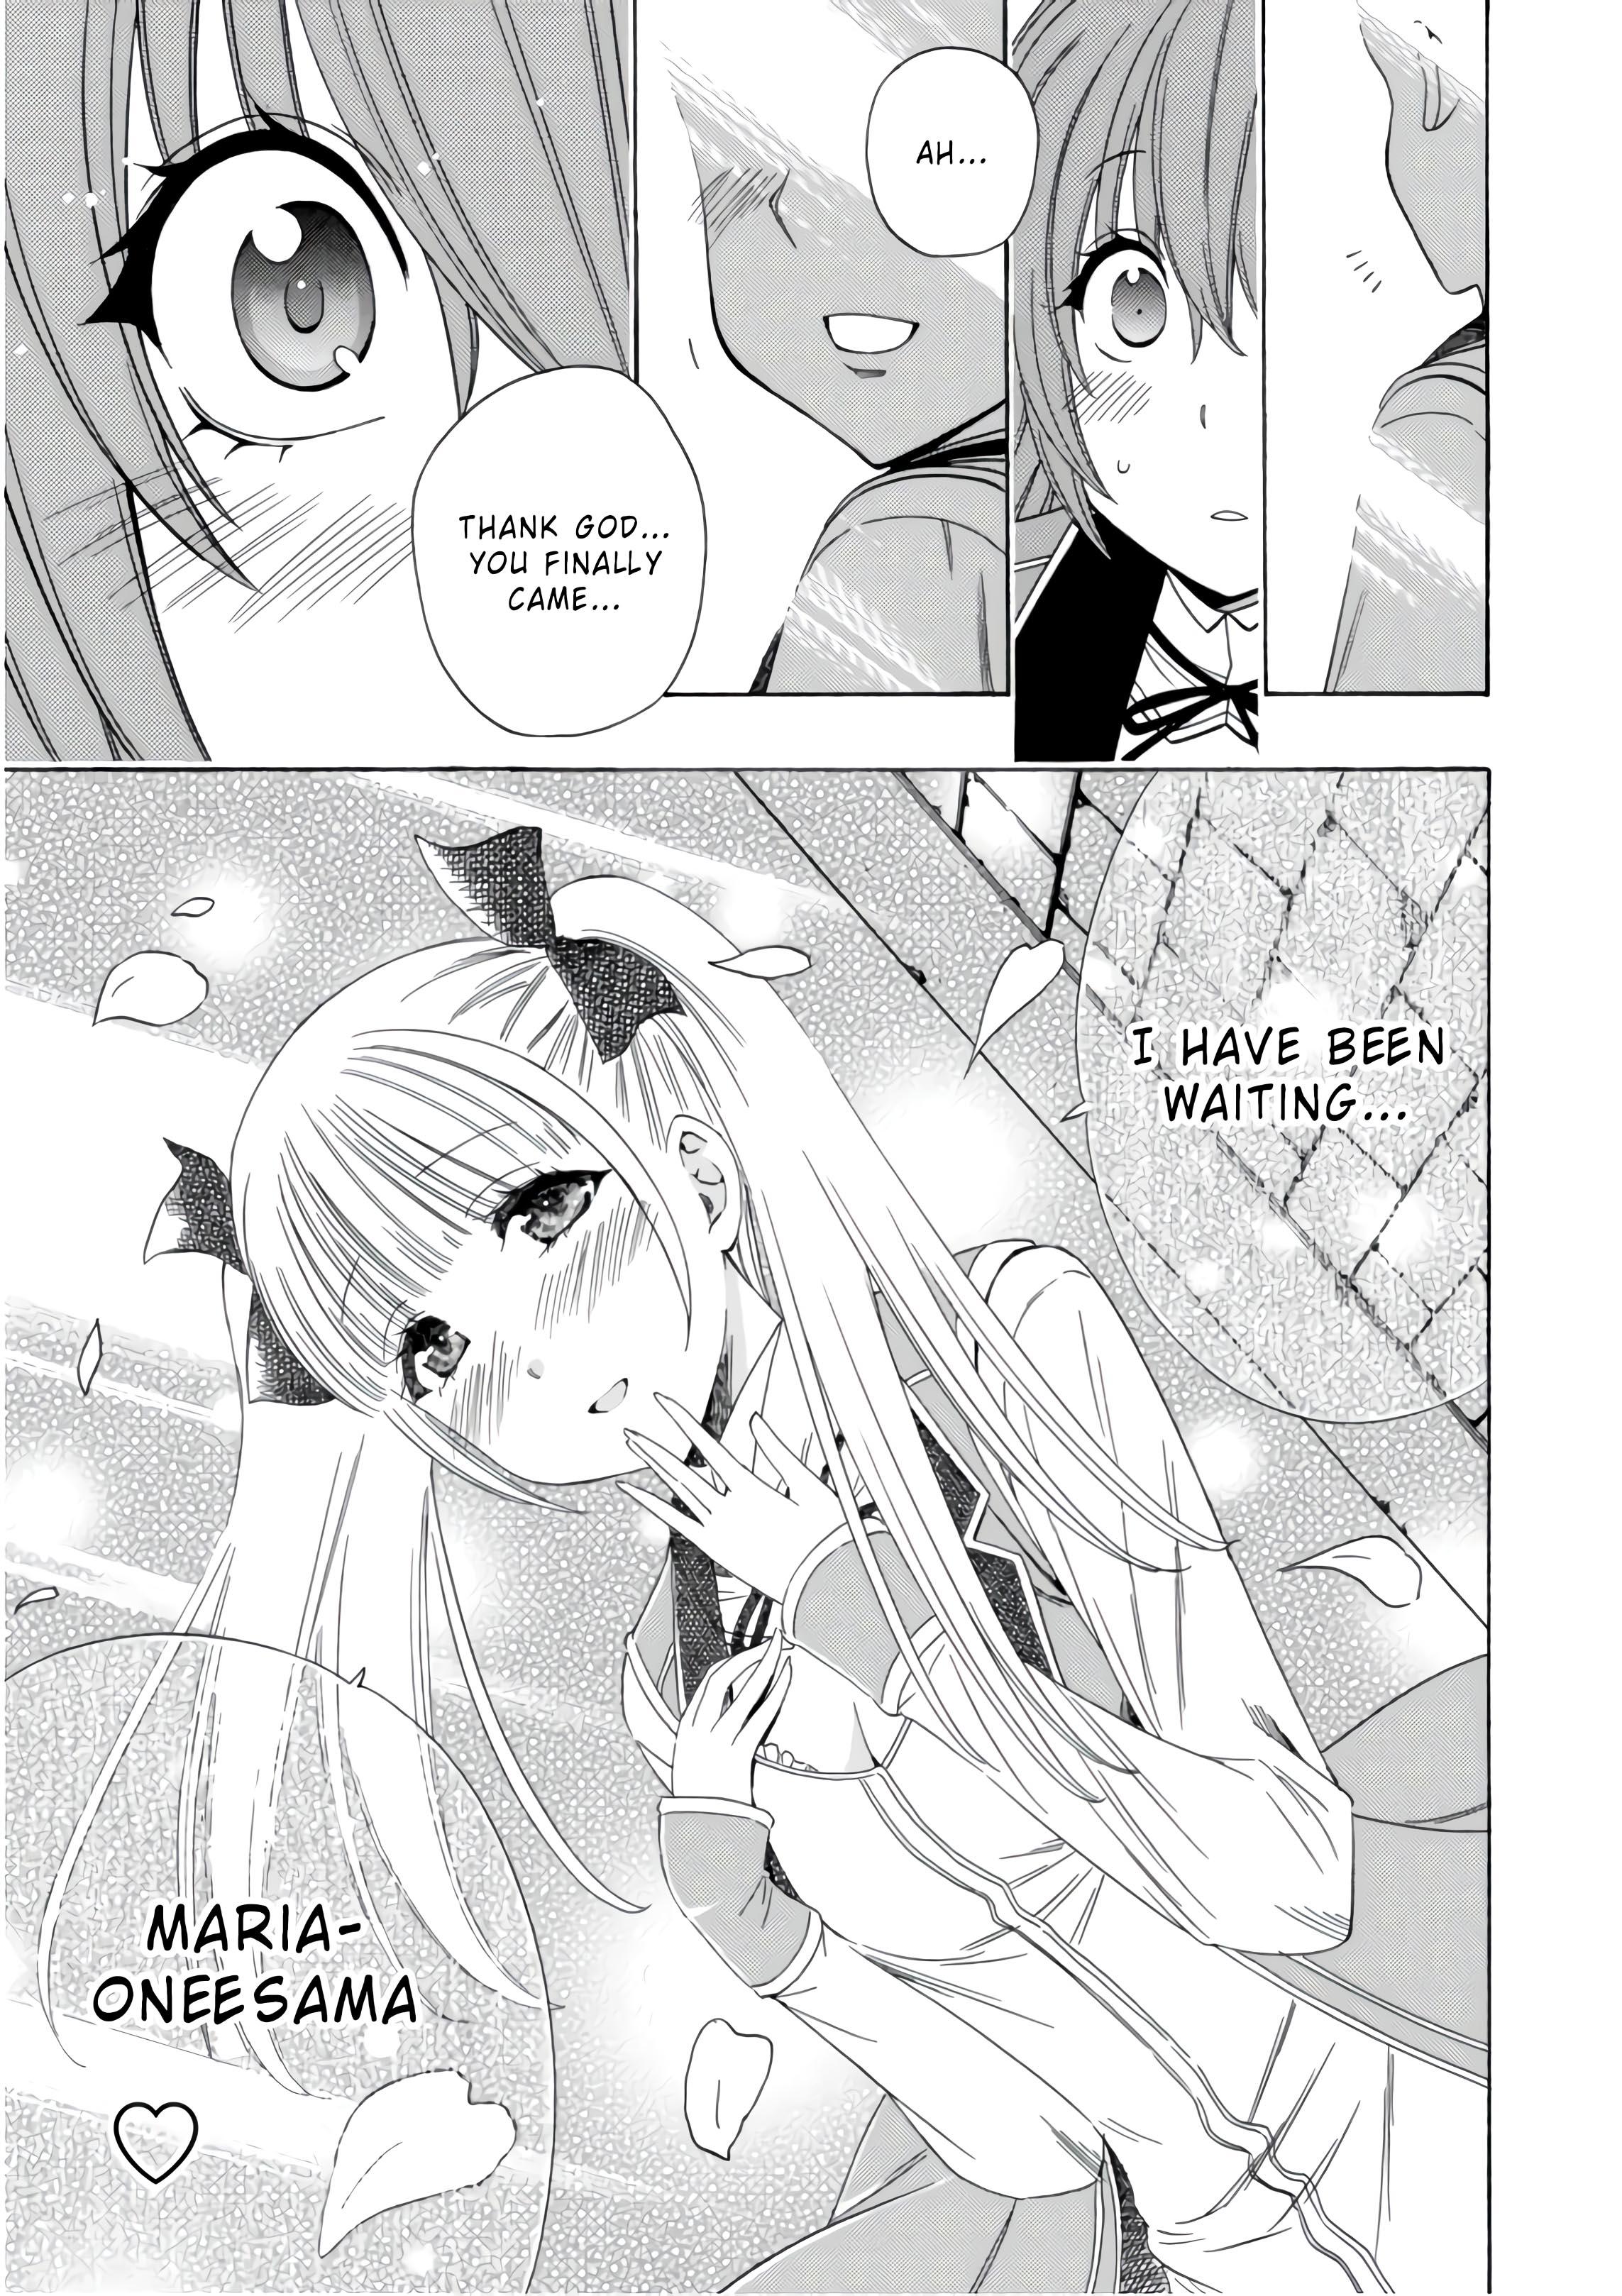 AH...
THANK GOD...
YOU FINALLY
CAME...
I HAVE BEEN
WAITING...
MARIA-
ONEESAMA
♡